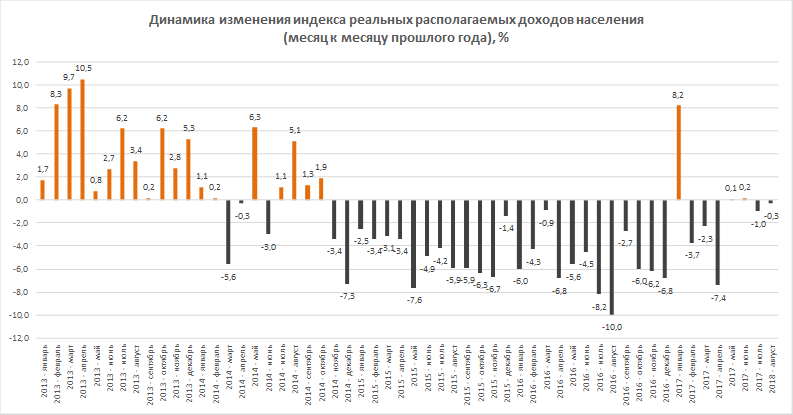 Динамика изменения индекса реальных располагаемых доходов населения
(месяц к месяцу прошлого года), %
12,0
10,0
8,0
6,0
4,0
2,0
0,0
-2,0
-4,0
-6,0
-8,0
-10,0
-12,0
1,7
8,3
9,7
10,5
0,8
2,7
6,2
3,4
0,2
6,2
2,8
5,3
1,1
0,2
-5,6
-0,3
6,3
-3,0
1,1
5,1
1,3
1,9
-3,4
-7,3
-2,5
-3,4
-3,1
-3,4
-7,6
-4,9
-4,2
-5,9
-5,9
-6,3
-6,7
-1,4
-6,0
-4,3
-0,9
-6,8
-5,6
-4,5
-8,2
-10,0
-2,7
-6,0
-6,2
-6,8
8,2
-3,7
-2,3
-7,4
0,1
0,2
-1,0
-0,3
2013 - январь
2013 - февраль
2013 - март
2013 - апрель
2013 - май
2013 - июнь
2013 - июль
2013 - август
2013 - сентябрь
2013 - октябрь
2013 - ноябрь
2013 - декабрь
2014 - январь
2014 - февраль
2014 - март
2014 - апрель
2014 - май
2014 - июнь
2014 - июль
2014 - август
2014 - сентябрь
2014 - октябрь
2014 - ноябрь
2014 - декабрь
2015 - январь
2015 - февраль
2015 - март
2015 - апрель
2015 - май
2015 - июнь
2015 - июль
2015 - август
2015 - сентябрь
2015 - октябрь
2015 - ноябрь
2015 - декабрь
2016 - январь
2016 - февраль
2016 - март
2016 - апрель
2016 - май
2016 - июнь
2016 - июль
2016 - август
2016 - сентябрь
2016 - октябрь
2016 - ноябрь
2016 - декабрь
2017 - январь
2017 - февраль
2017 - март
2017 - апрель
2017 - май
2017 - июнь
2017 - июль
2018 - август